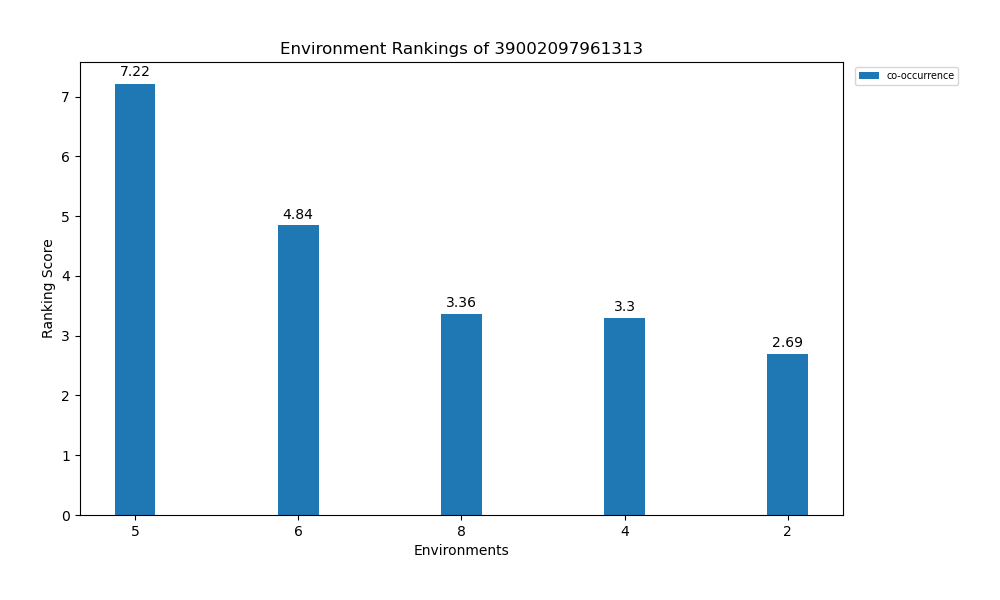 Environment Rankings of 39002097961313
co-occurrence
7.22
4.84
3.36
3.3
2.69
Ranking Score
7
6
5
4
3
2
1
0
5 6 8 4 2
Environments